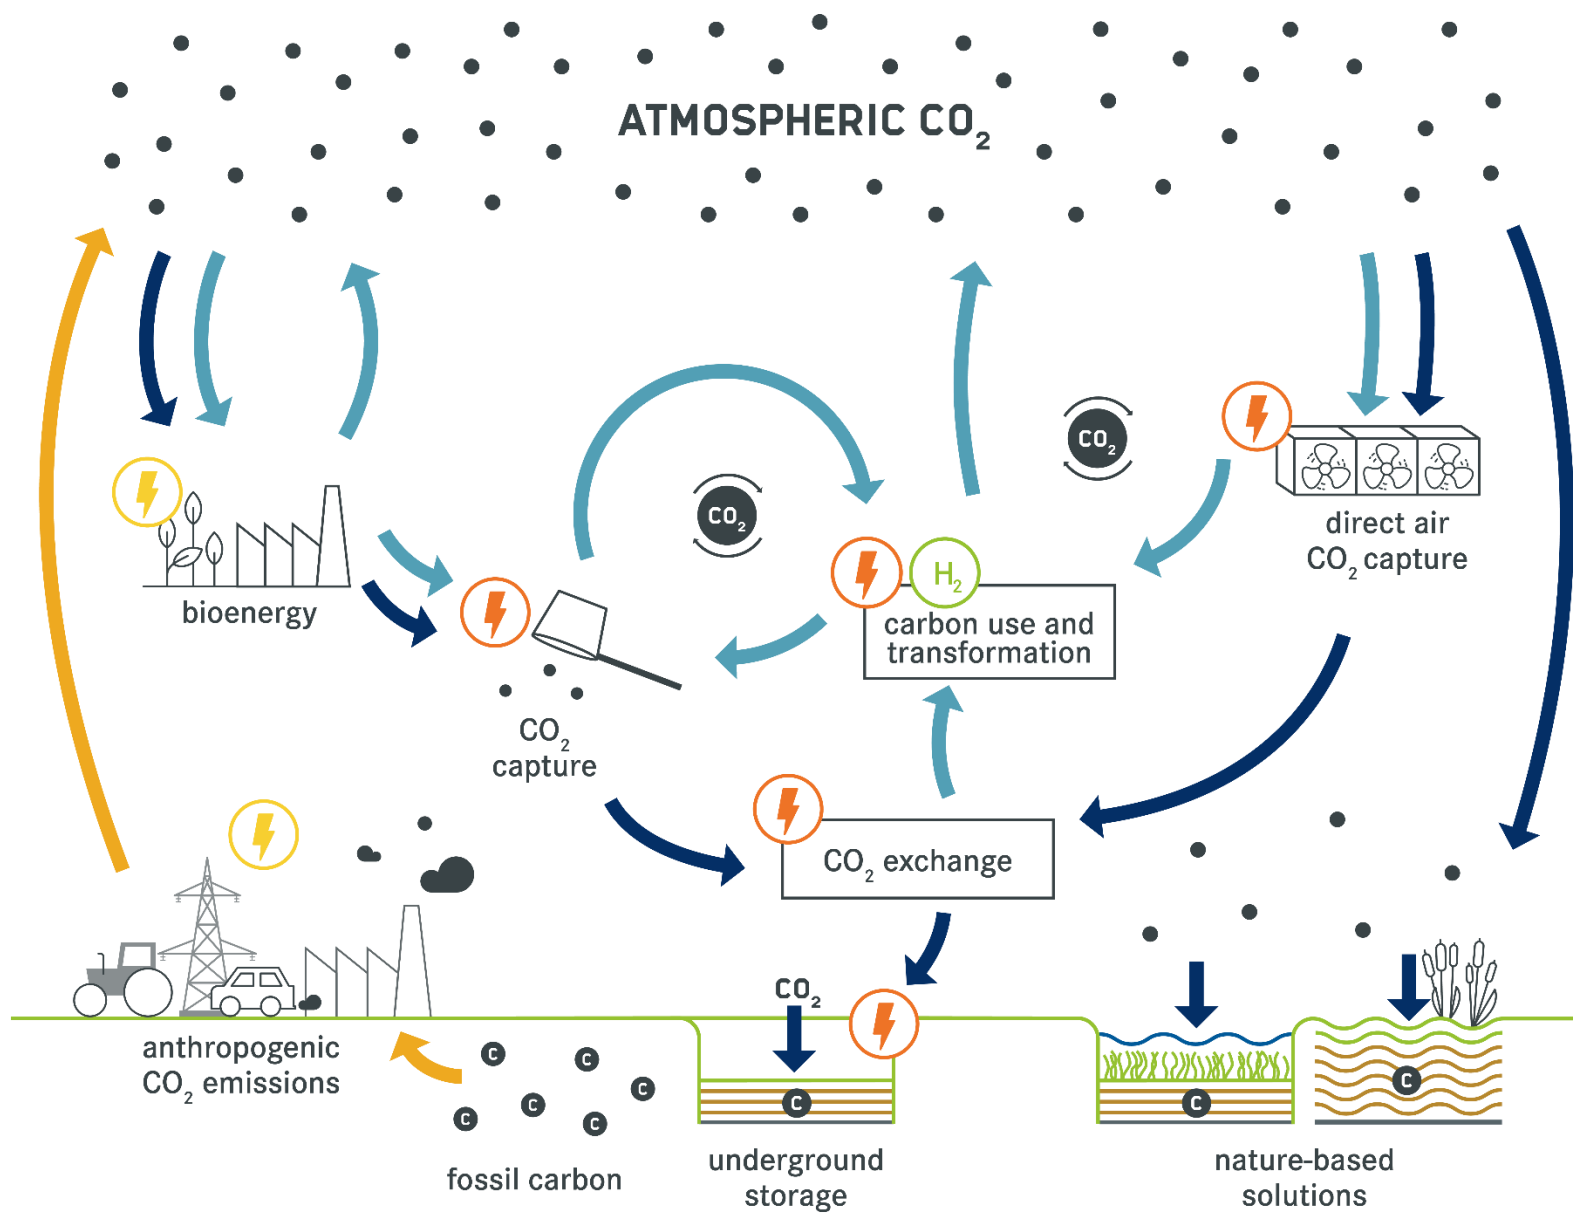 ATMOSPHERIC CO₂
CO₂
CO₂
direct air
CO₂ capture
bioenergy
H₂
carbon use and
transformation
CO₂
capture
CO₂ exchange
CO₂
anthropogenic
CO₂ emissions
C
C
C
C
C
C
C
C
C
fossil carbon
underground
storage
nature-based
solutions